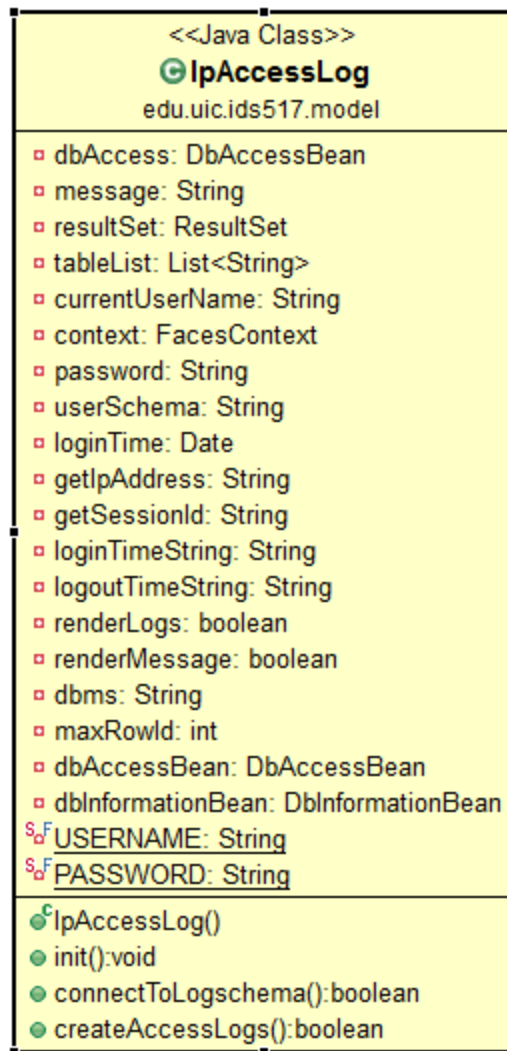 <<Java Class>>
IpAccessLog
edu.uic.ids517.model
dbAccess: DbAccessBean
message: String
resultSet: ResultSet
tableList: List<String>
currentUserName: String
context: FacesContext
password: String
userSchema: String
loginTime: Date
getIpAddress: String
getSessionId: String
loginTimeString: String
logoutTimeString: String
renderLogs: boolean
renderMessage: boolean
dbms: String
maxRowId: int
dbAccessBean: DbAccessBean
dbInformationBean: DbInformationBean
USERNAME: String
PASSWORD: String
IpAccessLog()
init():void
connectToLogschema():boolean
createAccessLogs():boolean